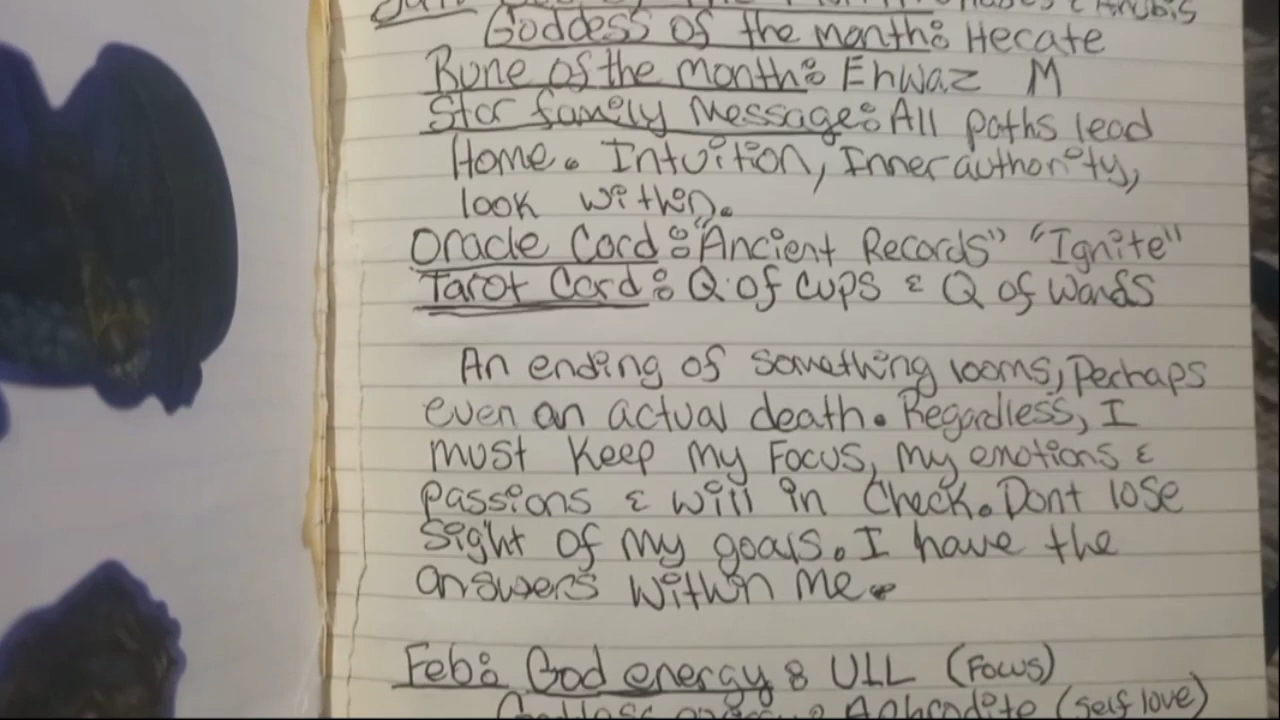 Goddess of the month: Hecate
Rune of the month: Ehwaz M
Star family Message: All paths lead
Home. Intuition, Inner authority,
look within.
Oracle Card: "Ancient Records" "Ignite"
Tarot Card: Q. of Cups & Q of Wands
An ending of something looms, Perhaps
even an actual death. Regardless, I
must keep my Focus, my emotions &
passions & will in Check. Dont lose
sight of my goals. I have the
answers within me.
Feb: God energy: ULL (Focus)
Aphrodite (self love)